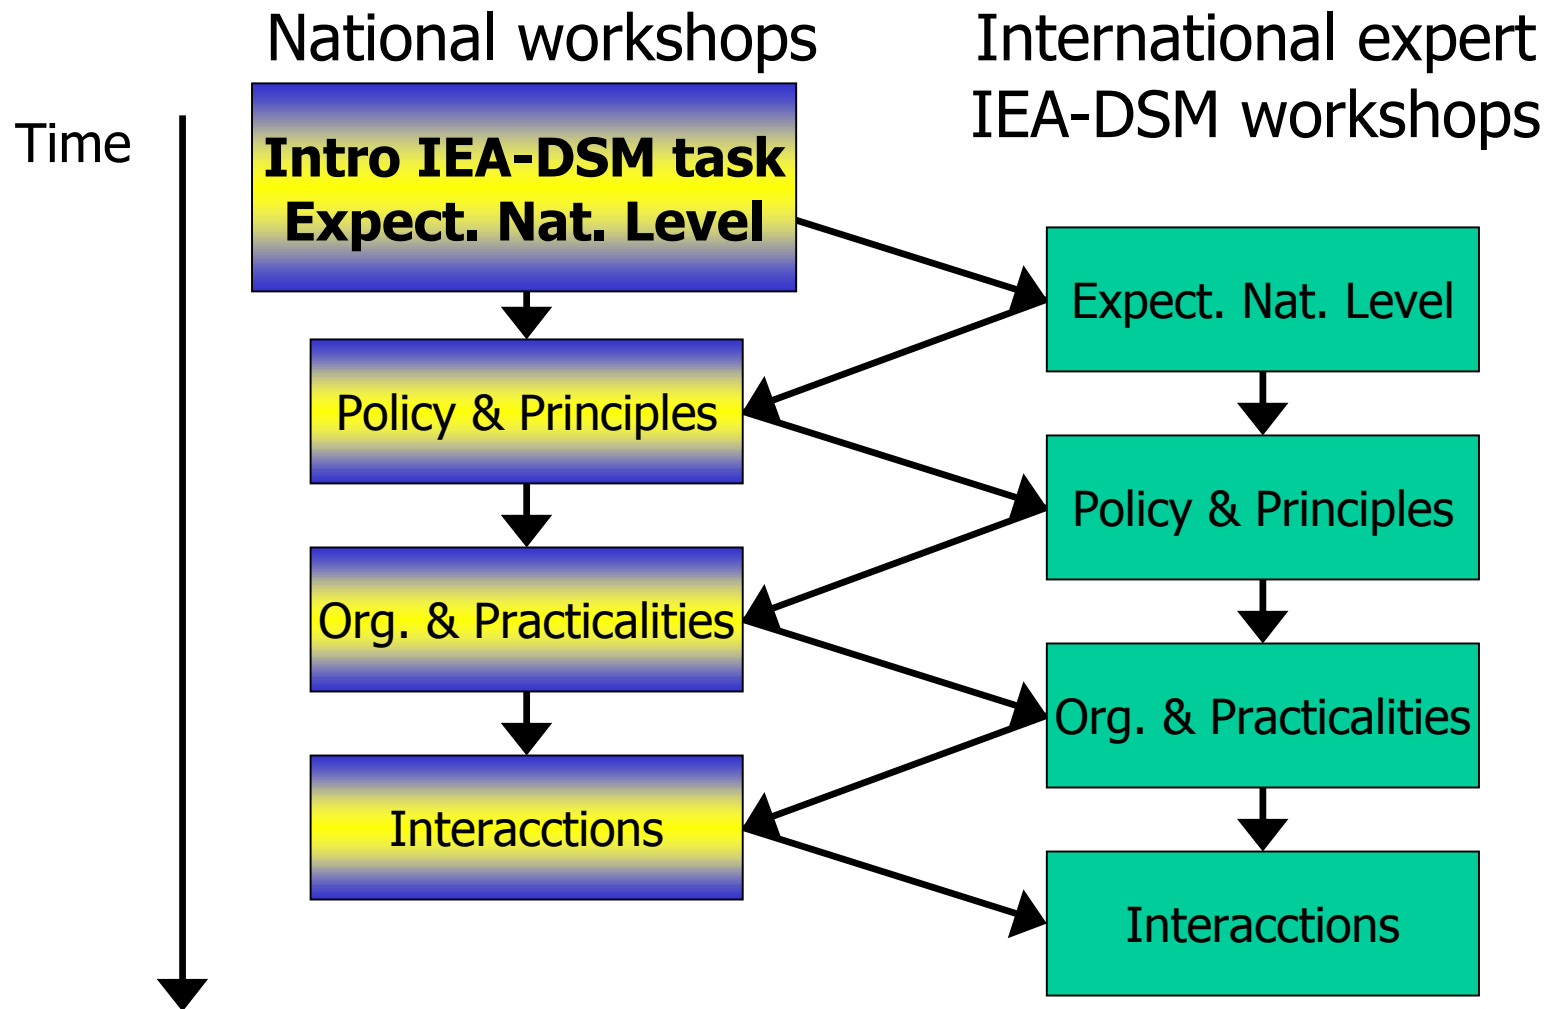 National workshops
International expert
IEA-DSM workshops
Time
Intro IEA-DSM task
Expect. Nat. Level
Expect. Nat. Level
Policy & Principles
Policy & Principles
Org. & Practicalities
Org. & Practicalities
Interacctions
Interacctions